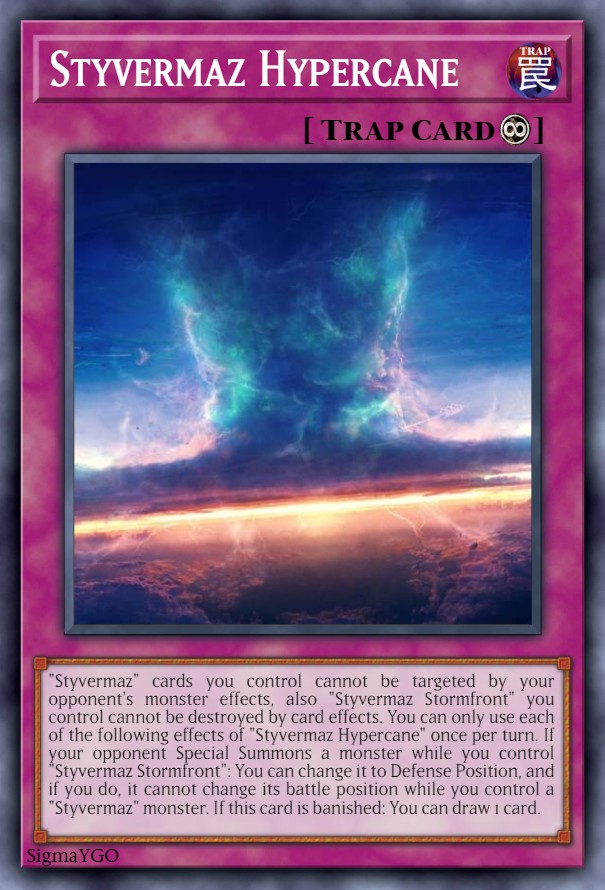 Styvermaz Hypercane
TRAP
罠
[ Trap Card ]
"Styvermaz" cards you control cannot be targeted by your
opponent's monster effects, also "Styvermaz Stormfront" you
control cannot be destroyed by card effects. You can only use each
of the following effects of "Styvermaz Hypercane" once per turn. If
your opponent Special Summons a monster while you control
"Styvermaz Stormfront": You can change it to Defense Position, and
if you do, it cannot change its battle position while you control a
"Styvermaz" monster. If this card is banished: You can draw 1 card.
SigmaYGO